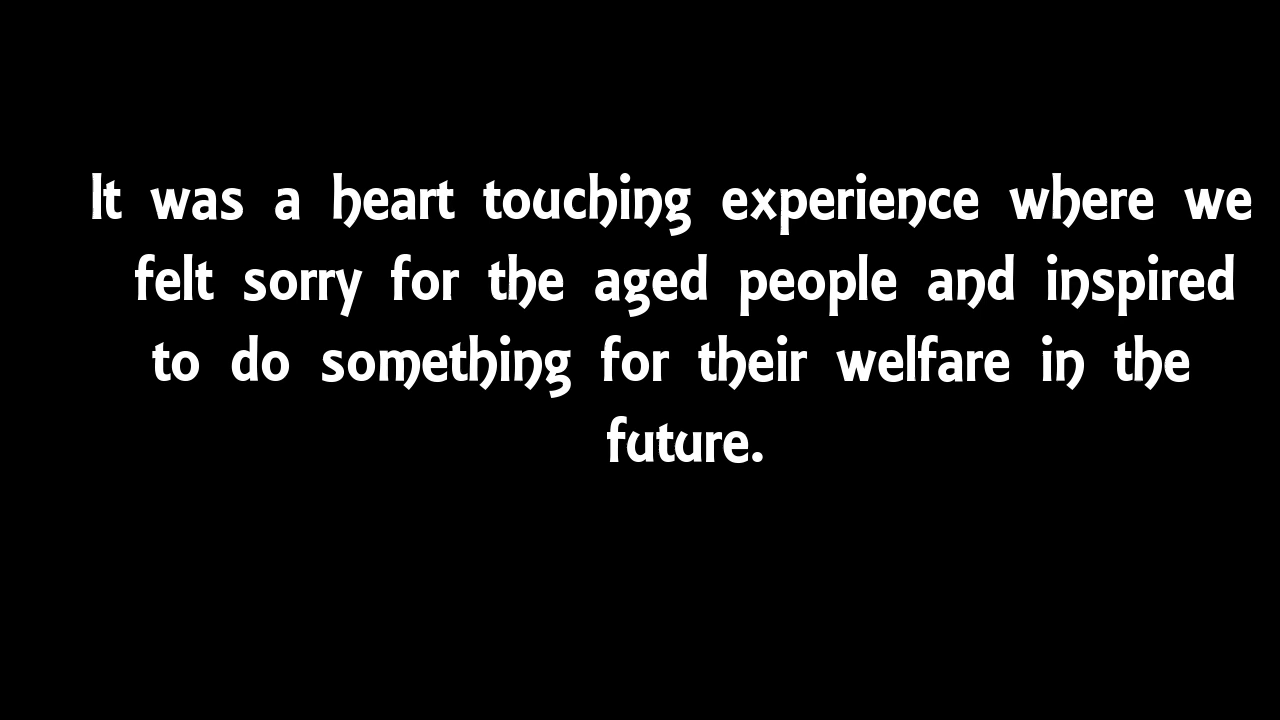 It was a heart touching experience where we
felt sorry for the aged people and inspired
to do something for their welfare in the
future.